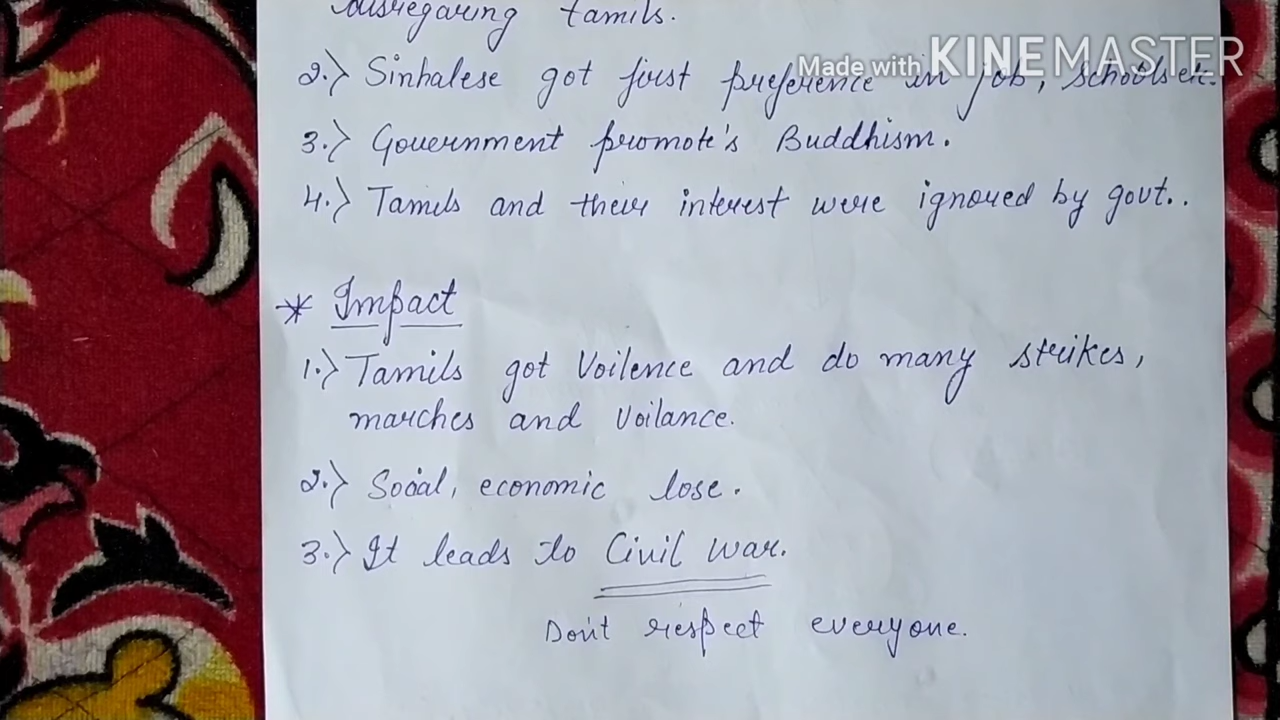 disregaring tamils.
Made with KINEMASTER
2.) Sinhalese got first preference in job, schools etc.
3.) Government promote's Buddhism.
4.) Tamils and their interest were ignored by govt..
* Impact
1.) Tamils got Voilence and do many strikes,
marches and Voilance.
2.) Social, economic lose.
3.) It leads to Civil war.
Don't respect everyone.